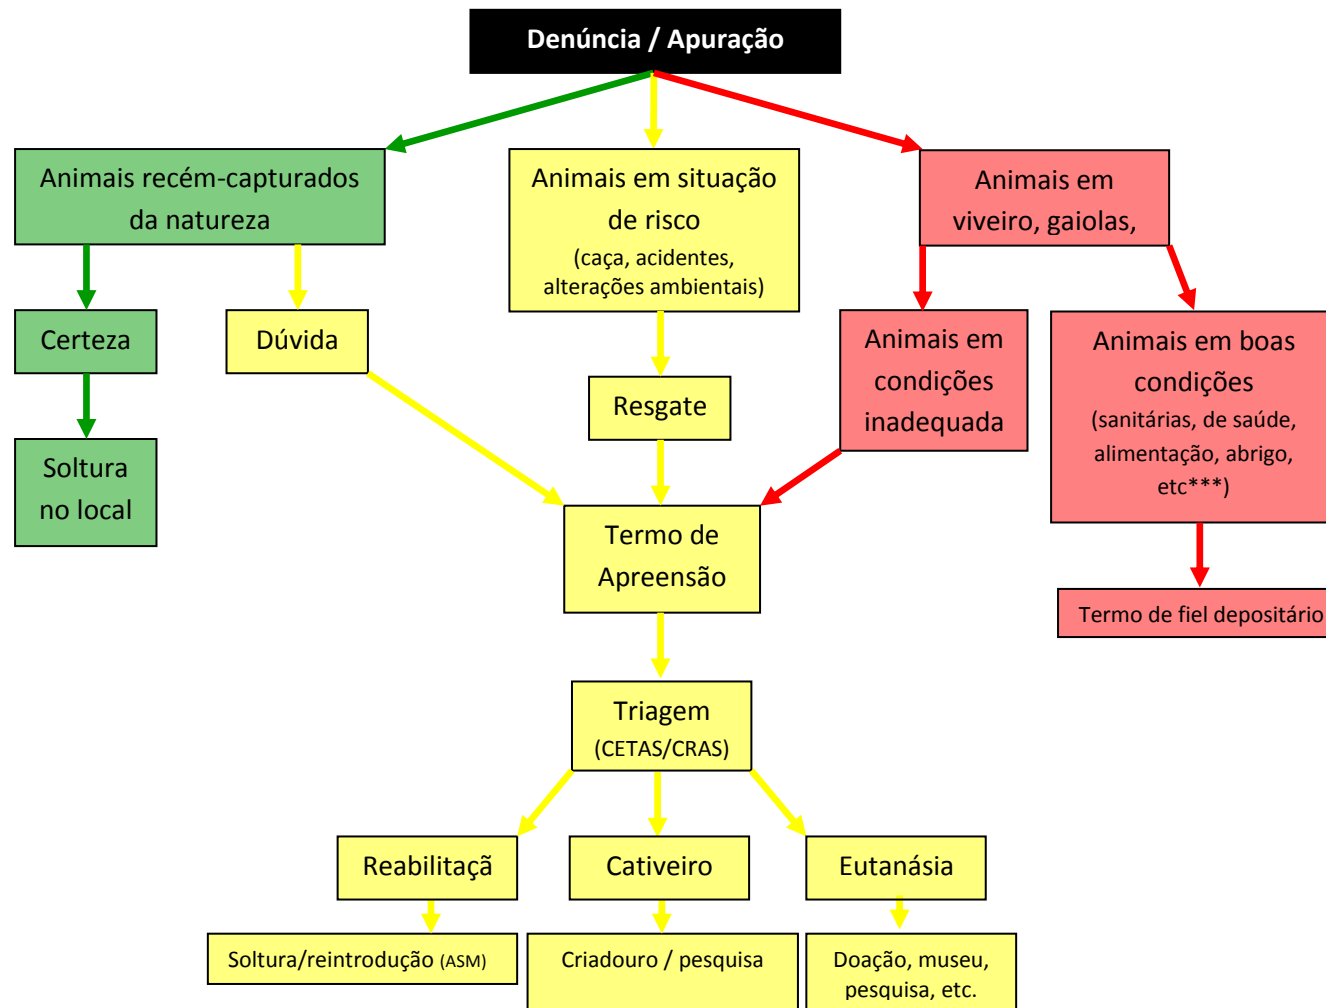 Denúncia / Apuração
Animais recém-capturados
da natureza
Animais em situação
de risco
(caça, acidentes,
alterações ambientais)
Animais em
viveiro, gaiolas,
Certeza
Dúvida
Animais em
condições
inadequada
Animais em boas
condições
(sanitárias, de saúde,
alimentação, abrigo,
etc***)
Resgate
Soltura
no local
Termo de
Apreensão
Termo de fiel depositário
Triagem
(CETAS/CRAS)
Reabilitaçã
Cativeiro
Eutanásia
Soltura/reintrodução (ASM)
Criadouro / pesquisa
Doação, museu,
pesquisa, etc.